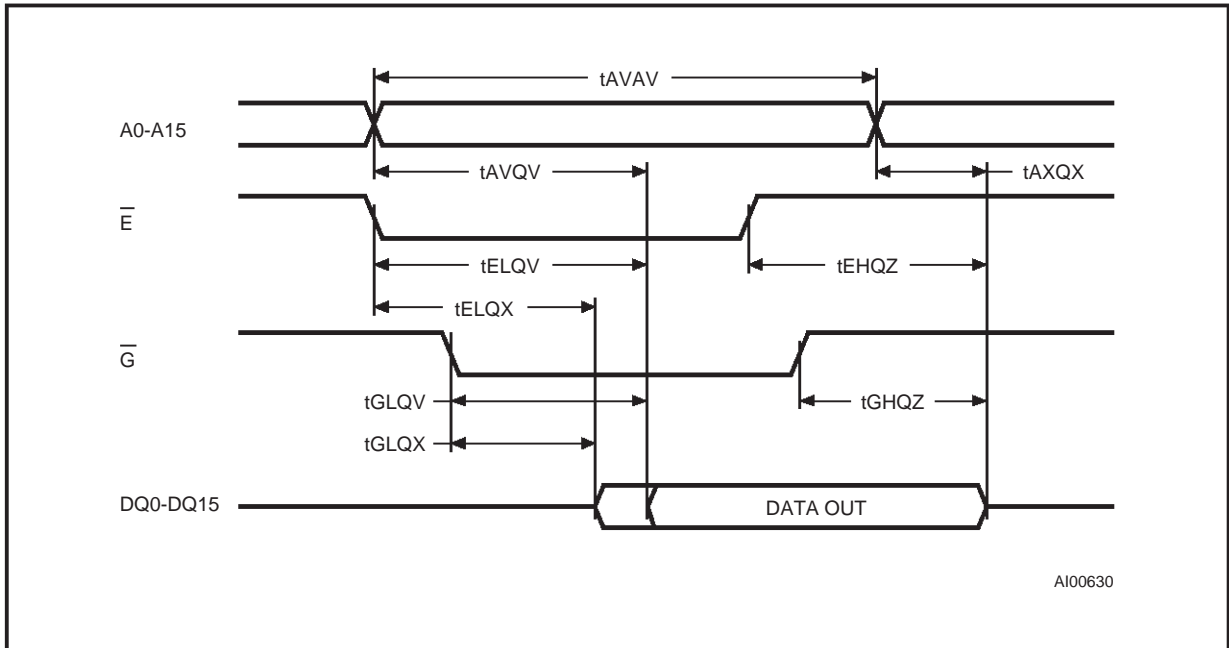 tAVAV
A0-A15
tAVQV
tAXQX
E
tELQV
tEHQZ
tELQX
G
tGLQV
tGHQZ
tGLQX
DQ0-DQ15
DATA OUT
AI00630